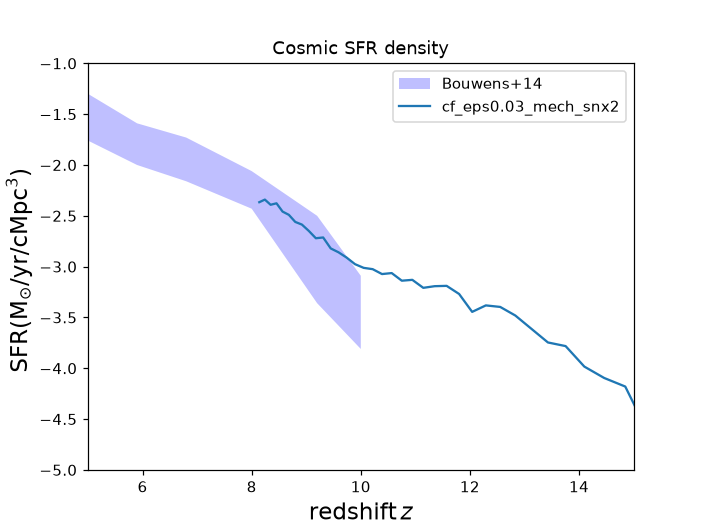 Cosmic SFR density
SFR(M⊙/yr/cMpc³)
−1.0
−1.5
−2.0
−2.5
−3.0
−3.5
−4.0
−4.5
−5.0
Bouwens+14
cf_eps0.03_mech_snx2
6 8 10 12 14
redshift z